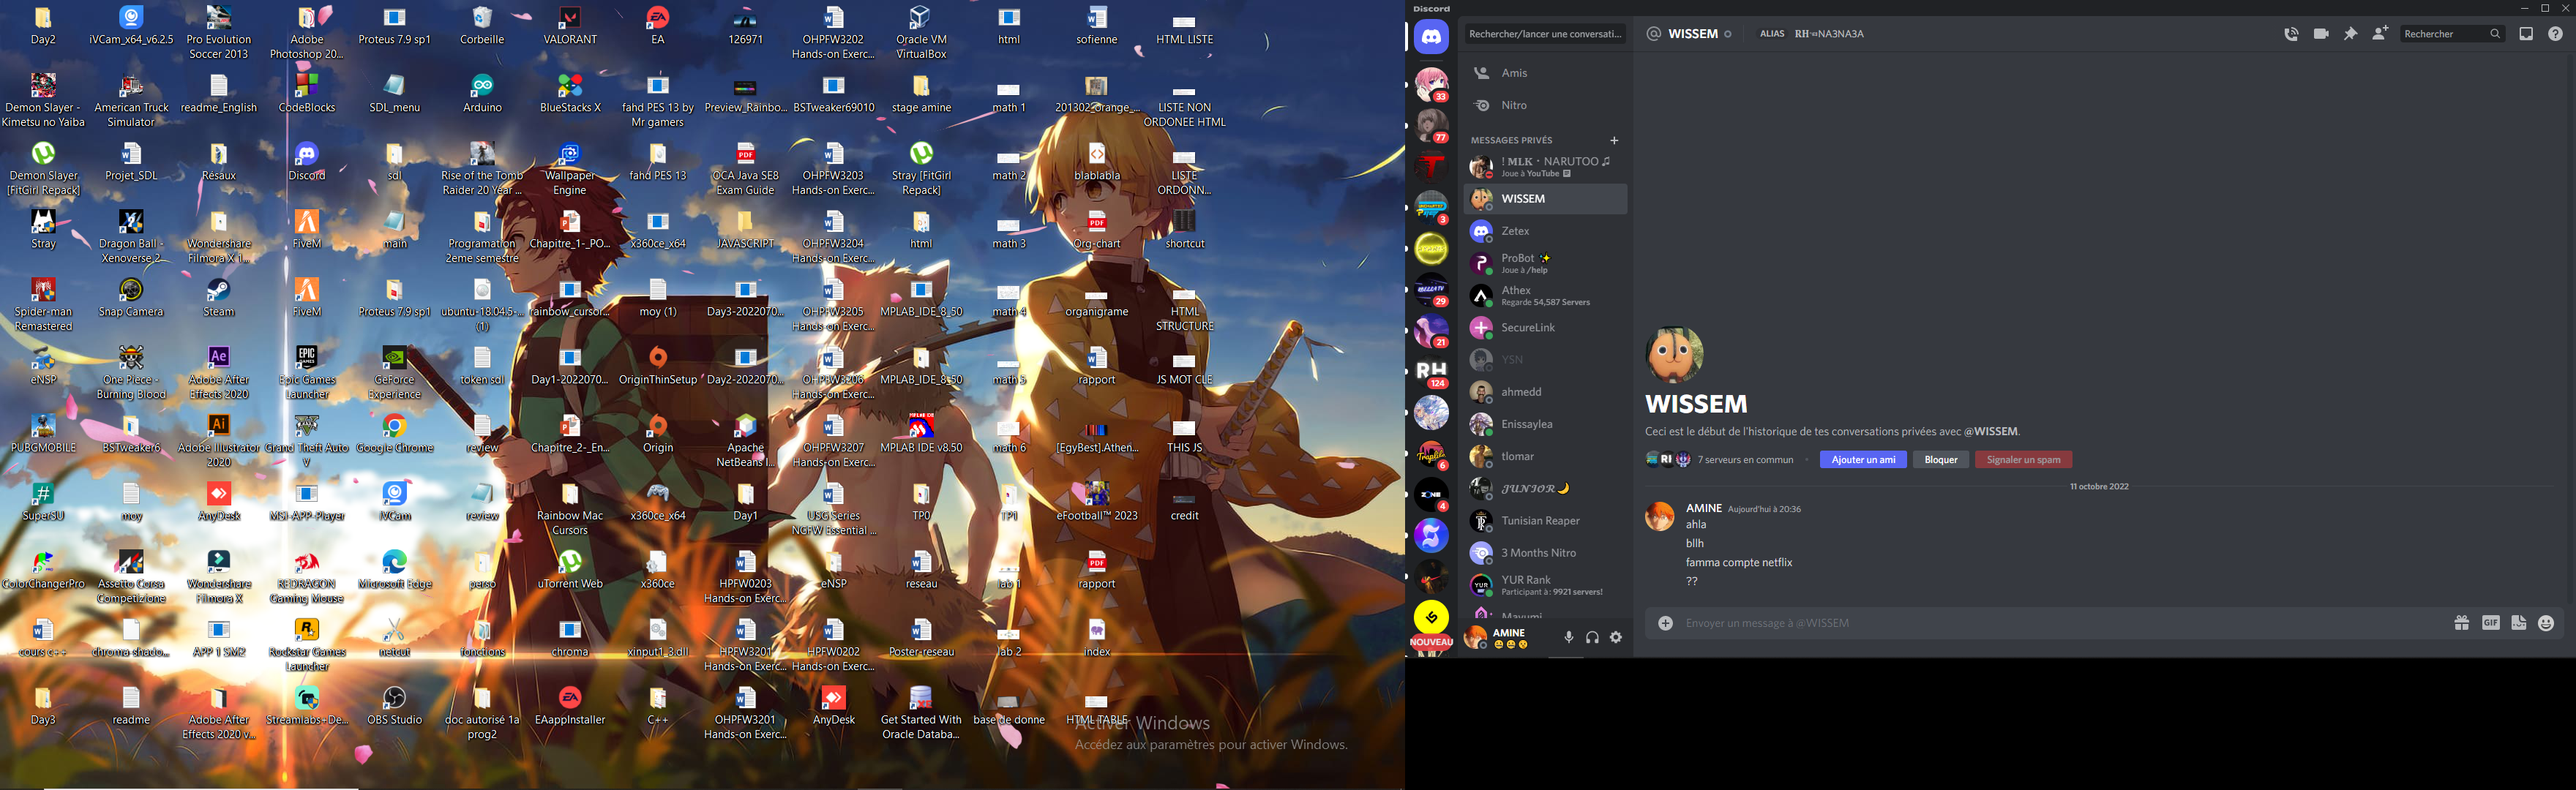 Day2
iVCam_x64_v6.2.5
Pro Evolution
Soccer 2013
Adobe
Photoshop 20...
Proteus 7.9 sp1
Corbeille
VALORANT
EA
126971
OHPFW3202
Hands-on Exerc...
Oracle VM
VirtualBox
html
sofienne
HTML LISTE
Demon Slayer -
Kimetsu no Yaiba
American Truck
Simulator
readme_English
CodeBlocks
SDL_menu
Arduino
BlueStacks X
fahd PES 13 by
Mr gamers
Preview_Rainbo...
BSTweaker69010
stage amine
math 1
201302_orange_...
LISTE NON
ORDONEE HTML
Demon Slayer
[FitGirl Repack]
Projet_SDL
Résaux
Discord
sdl
Rise of the Tomb
Raider 20 Year ...
Wallpaper
Engine
fahd PES 13
OCA Java SE8
Exam Guide
OHPFW3203
Hands-on Exerc...
Stray [FitGirl
Repack]
math 2
blablabla
LISTE
ORDONN...
Stray
Dragon Ball -
Xenoverse 2
Wondershare
Filmora X 1...
FiveM
main
Programation
2eme semestre
Chapitre_1-_PO...
x360ce_x64
JAVASCRIPT
OHPFW3204
Hands-on Exerc...
html
math 3
Org-chart
shortcut
Spider-man
Remastered
Snap Camera
Steam
FiveM
Proteus 7.9 sp1
ubuntu-18.04.5-...
(1)
rainbow_cursor...
moy (1)
Day3-2022070...
OHPFW3205
Hands-on Exerc...
MPLAB_IDE_8_50
math 4
organigrame
HTML
STRUCTURE
eNSP
One Piece -
Burning Blood
Adobe After
Effects 2020
Epic Games
Launcher
GeForce
Experience
token sdl
Day1-2022070...
OriginThinSetup
Day2-2022070...
OHPFW3206
Hands-on Exerc...
MPLAB_IDE_8_50
math 5
rapport
JS MOT CLE
PUBGMOBILE
BSTweaker6
Adobe Illustrator
2020
Grand Theft Auto
V
Google Chrome
review
Chapitre_2-_En...
Origin
Apache
NetBeans I...
OHPFW3207
Hands-on Exerc...
MPLAB IDE v8.50
math 6
[EgyBest].Athen...
THIS JS
SuperSU
moy
AnyDesk
MSI-APP-Player
iVCam
review
Rainbow Mac
Cursors
x360ce_x64
Day1
USG Series
NGFW Essential ...
TP0
TP1
eFootball™ 2023
credit
ColorChangerPro
Assetto Corsa
Competizione
Wondershare
Filmora X
REDRAGON
Gaming Mouse
Microsoft Edge
perso
uTorrent Web
x360ce
HPFW0203
Hands-on Exerc...
eNSP
reseau
lab 1
rapport
cours c++
chroma-shado...
APP 1 SM2
Rockstar Games
Launcher
netcut
fonctions
chroma
xinput1_3.dll
HPFW3201
Hands-on Exerc...
HPFW0202
Hands-on Exerc...
Poster-reseau
lab 2
index
Day3
readme
Adobe After
Effects 2020 v...
Streamlabs - De...
OBS Studio
doc autorisé 1a
prog2
EAappInstaller
C++
OHPFW3201
Hands-on Exerc...
AnyDesk
Get Started With
Oracle Databa...
base de donne
HTML TABLE
Activer Windows
Accédez aux paramètres pour activer Windows.
Discord
Rechercher/lancer une conversati...
WISSEM
ALIAS RH NA3NA3A
Rechercher
Amis
Nitro
MESSAGES PRIVÉS
! MLK · NARUTOO ♫
Joue à YouTube
WISSEM
Zetex
ProBot ✨
Joue à /help
Athex
Regarde 54,587 Servers
SecureLink
YSN
ahmedd
Enissaylea
tlomar
JUNIOR 🌙
Tunisian Reaper
3 Months Nitro
YUR Rank
Participant à : 9921 servers!
Mayumi
33
77
3
29
21
RH
124
6
ZONE
4
NOUVEAU
AMINE
WISSEM
Ceci est le début de l'historique de tes conversations privées avec @WISSEM.
7 serveurs en commun
Ajouter un ami
Bloquer
Signaler un spam
11 octobre 2022
AMINE Aujourd'hui à 20:36
ahla
bllh
famma compte netflix
??
Envoyer un message à @WISSEM
GIF